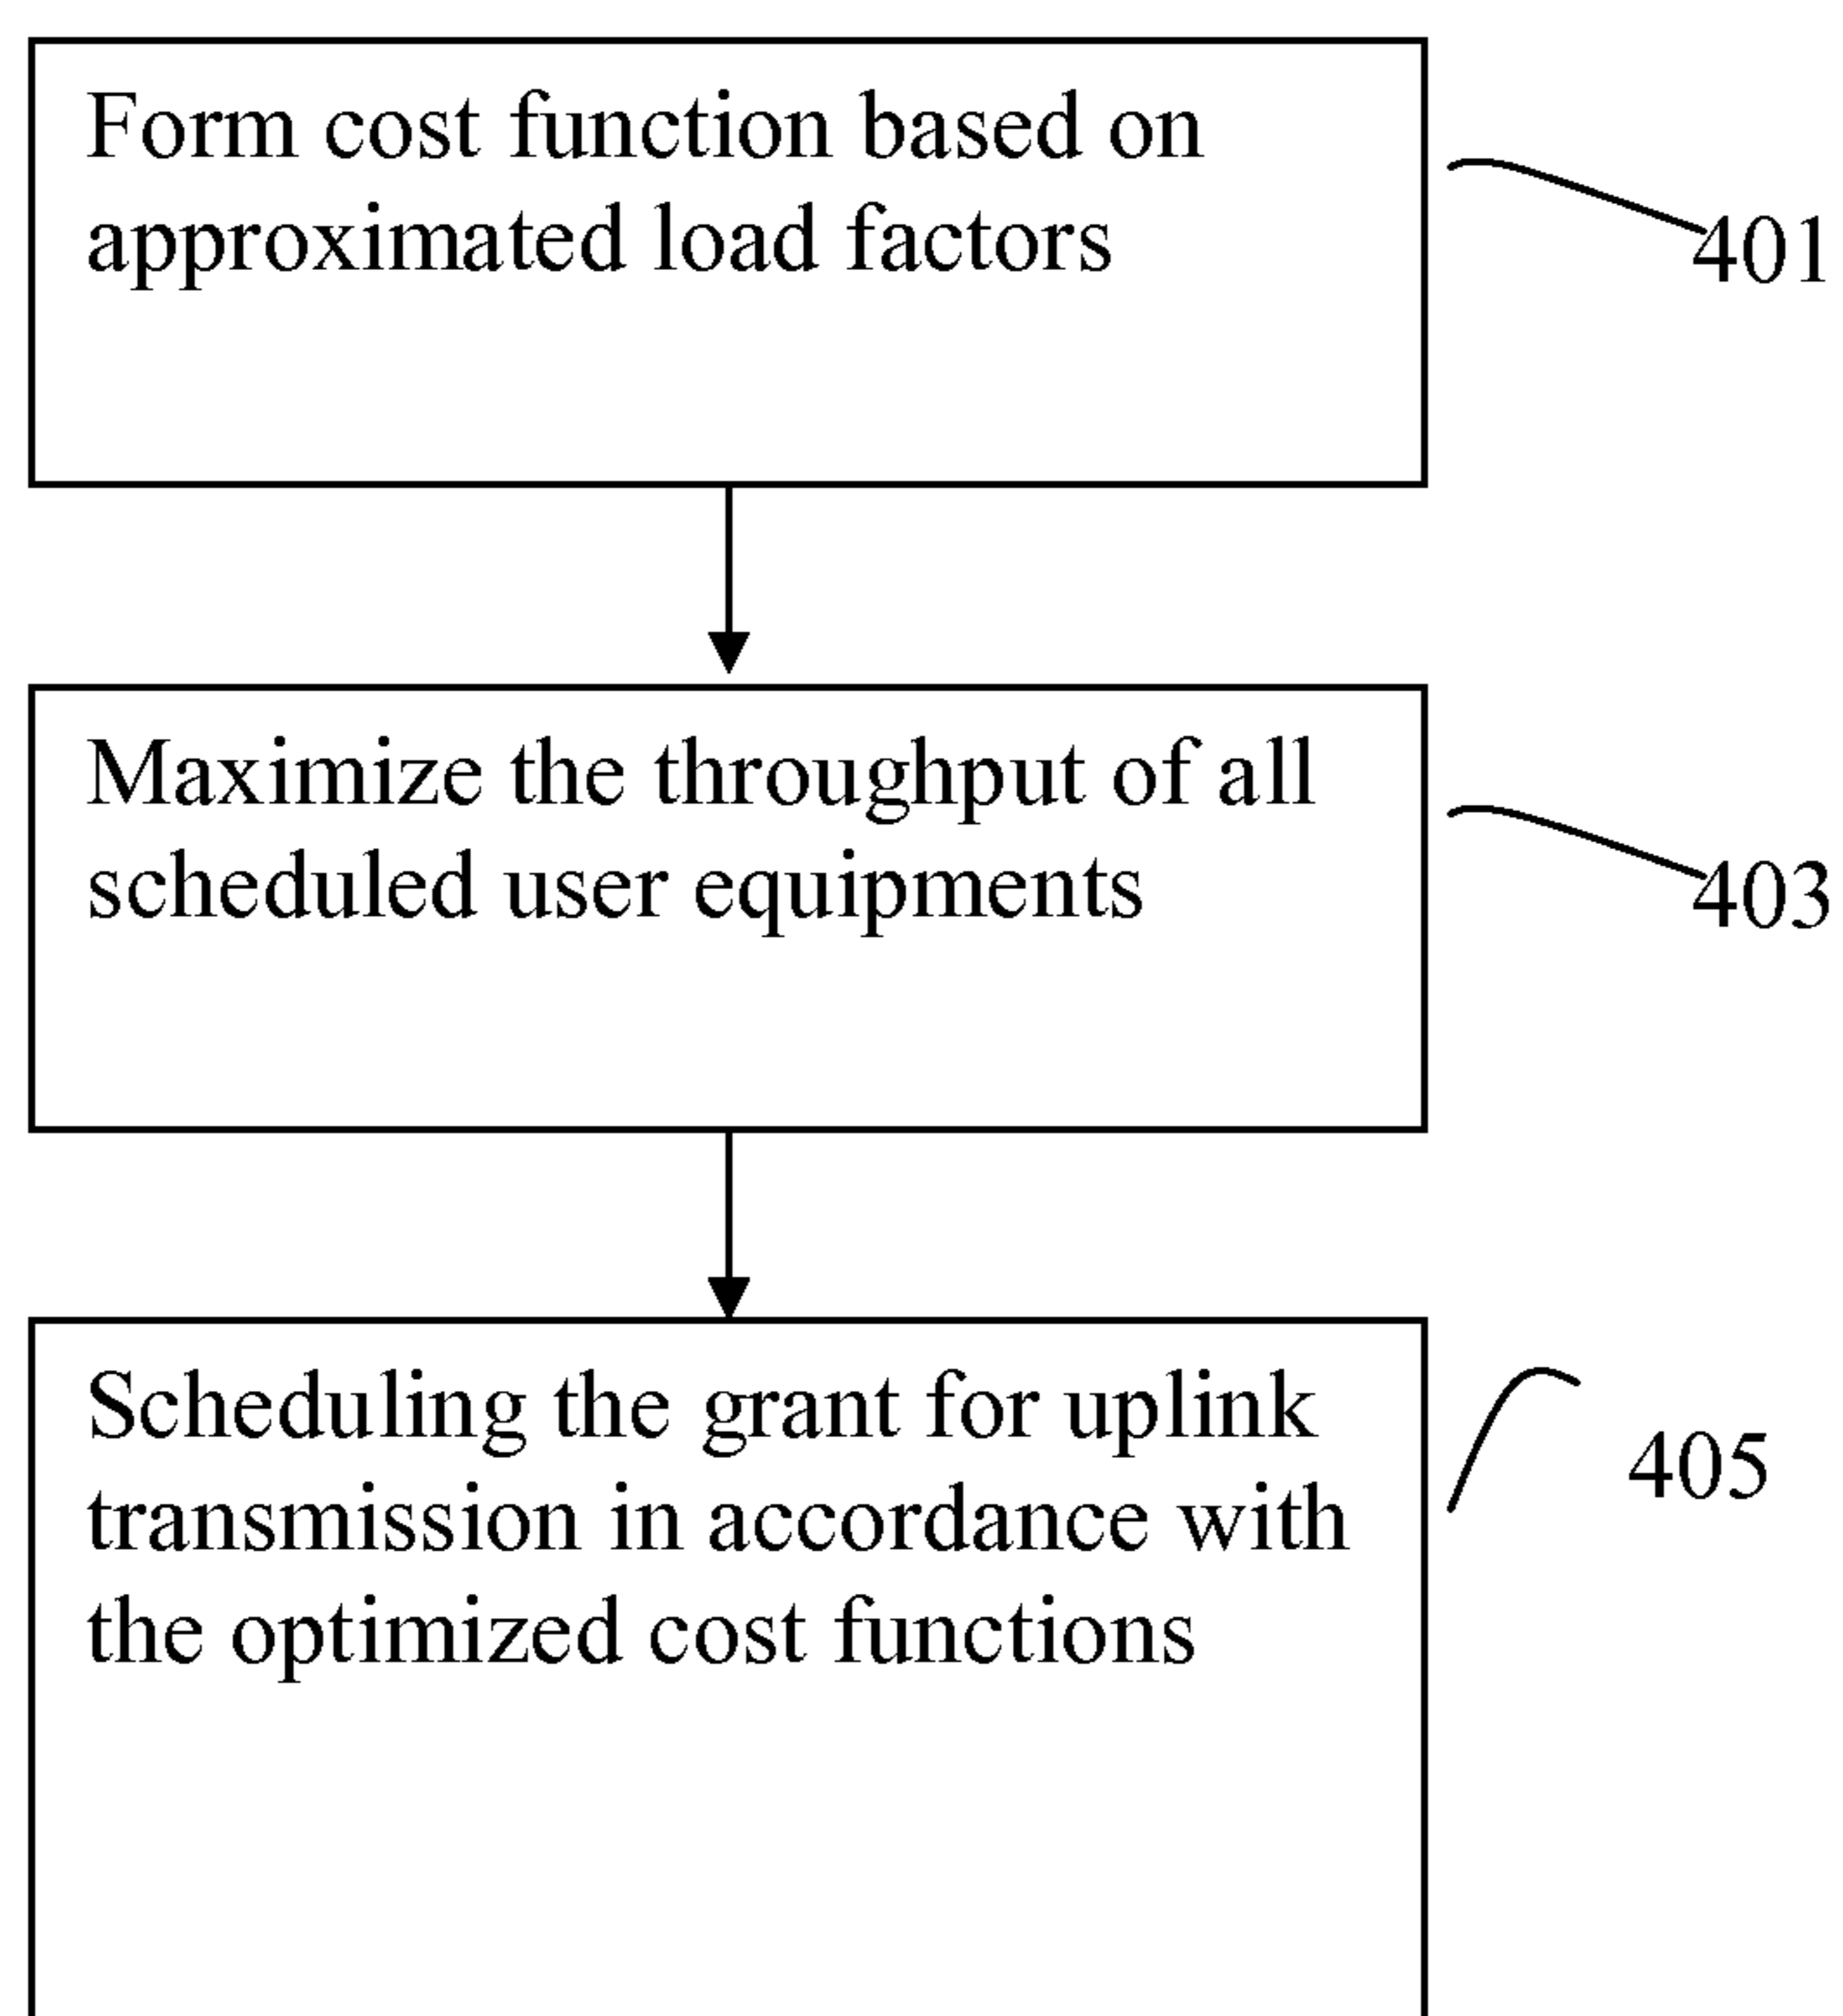 Form cost function based on
approximated load factors
401
Maximize the throughput of all
scheduled user equipments
403
Scheduling the grant for uplink
transmission in accordance with
the optimized cost functions
405